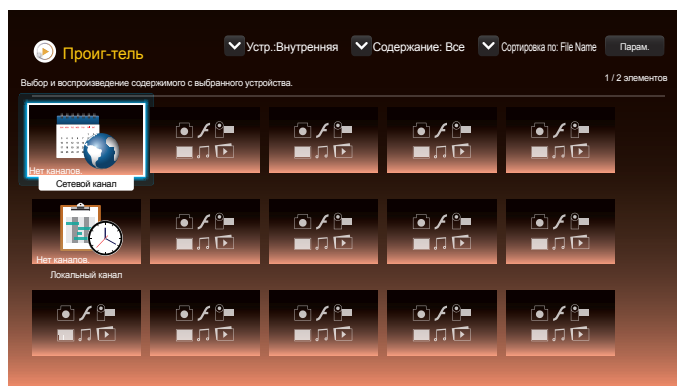 Проиг-тель
Устр.:Внутренняя
Содержание: Все
Сортировка по: File Name
Парам.
Выбор и воспроизведение содержимого с выбранного устройства.
1 / 2 элементов
Нет каналов.
Сетевой канал
Нет каналов.
Локальный канал